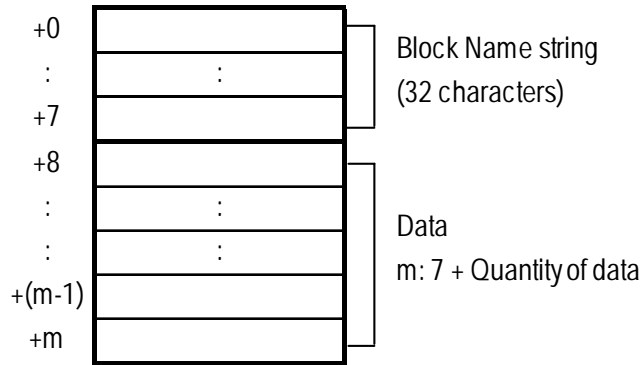 +0
Block Name string
: :
(32 characters)
+7
+8
: :
Data
: :
m: 7 + Quantity of data
+(m-1)
+m